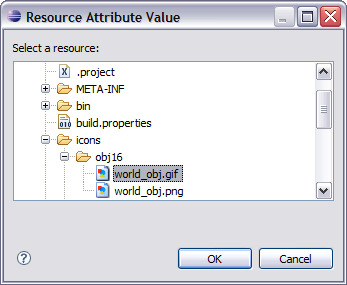 Resource Attribute Value
Select a resource:
.project
META-INF
bin
build.properties
icons
obj16
world_obj.gif
world_obj.png
OK
Cancel